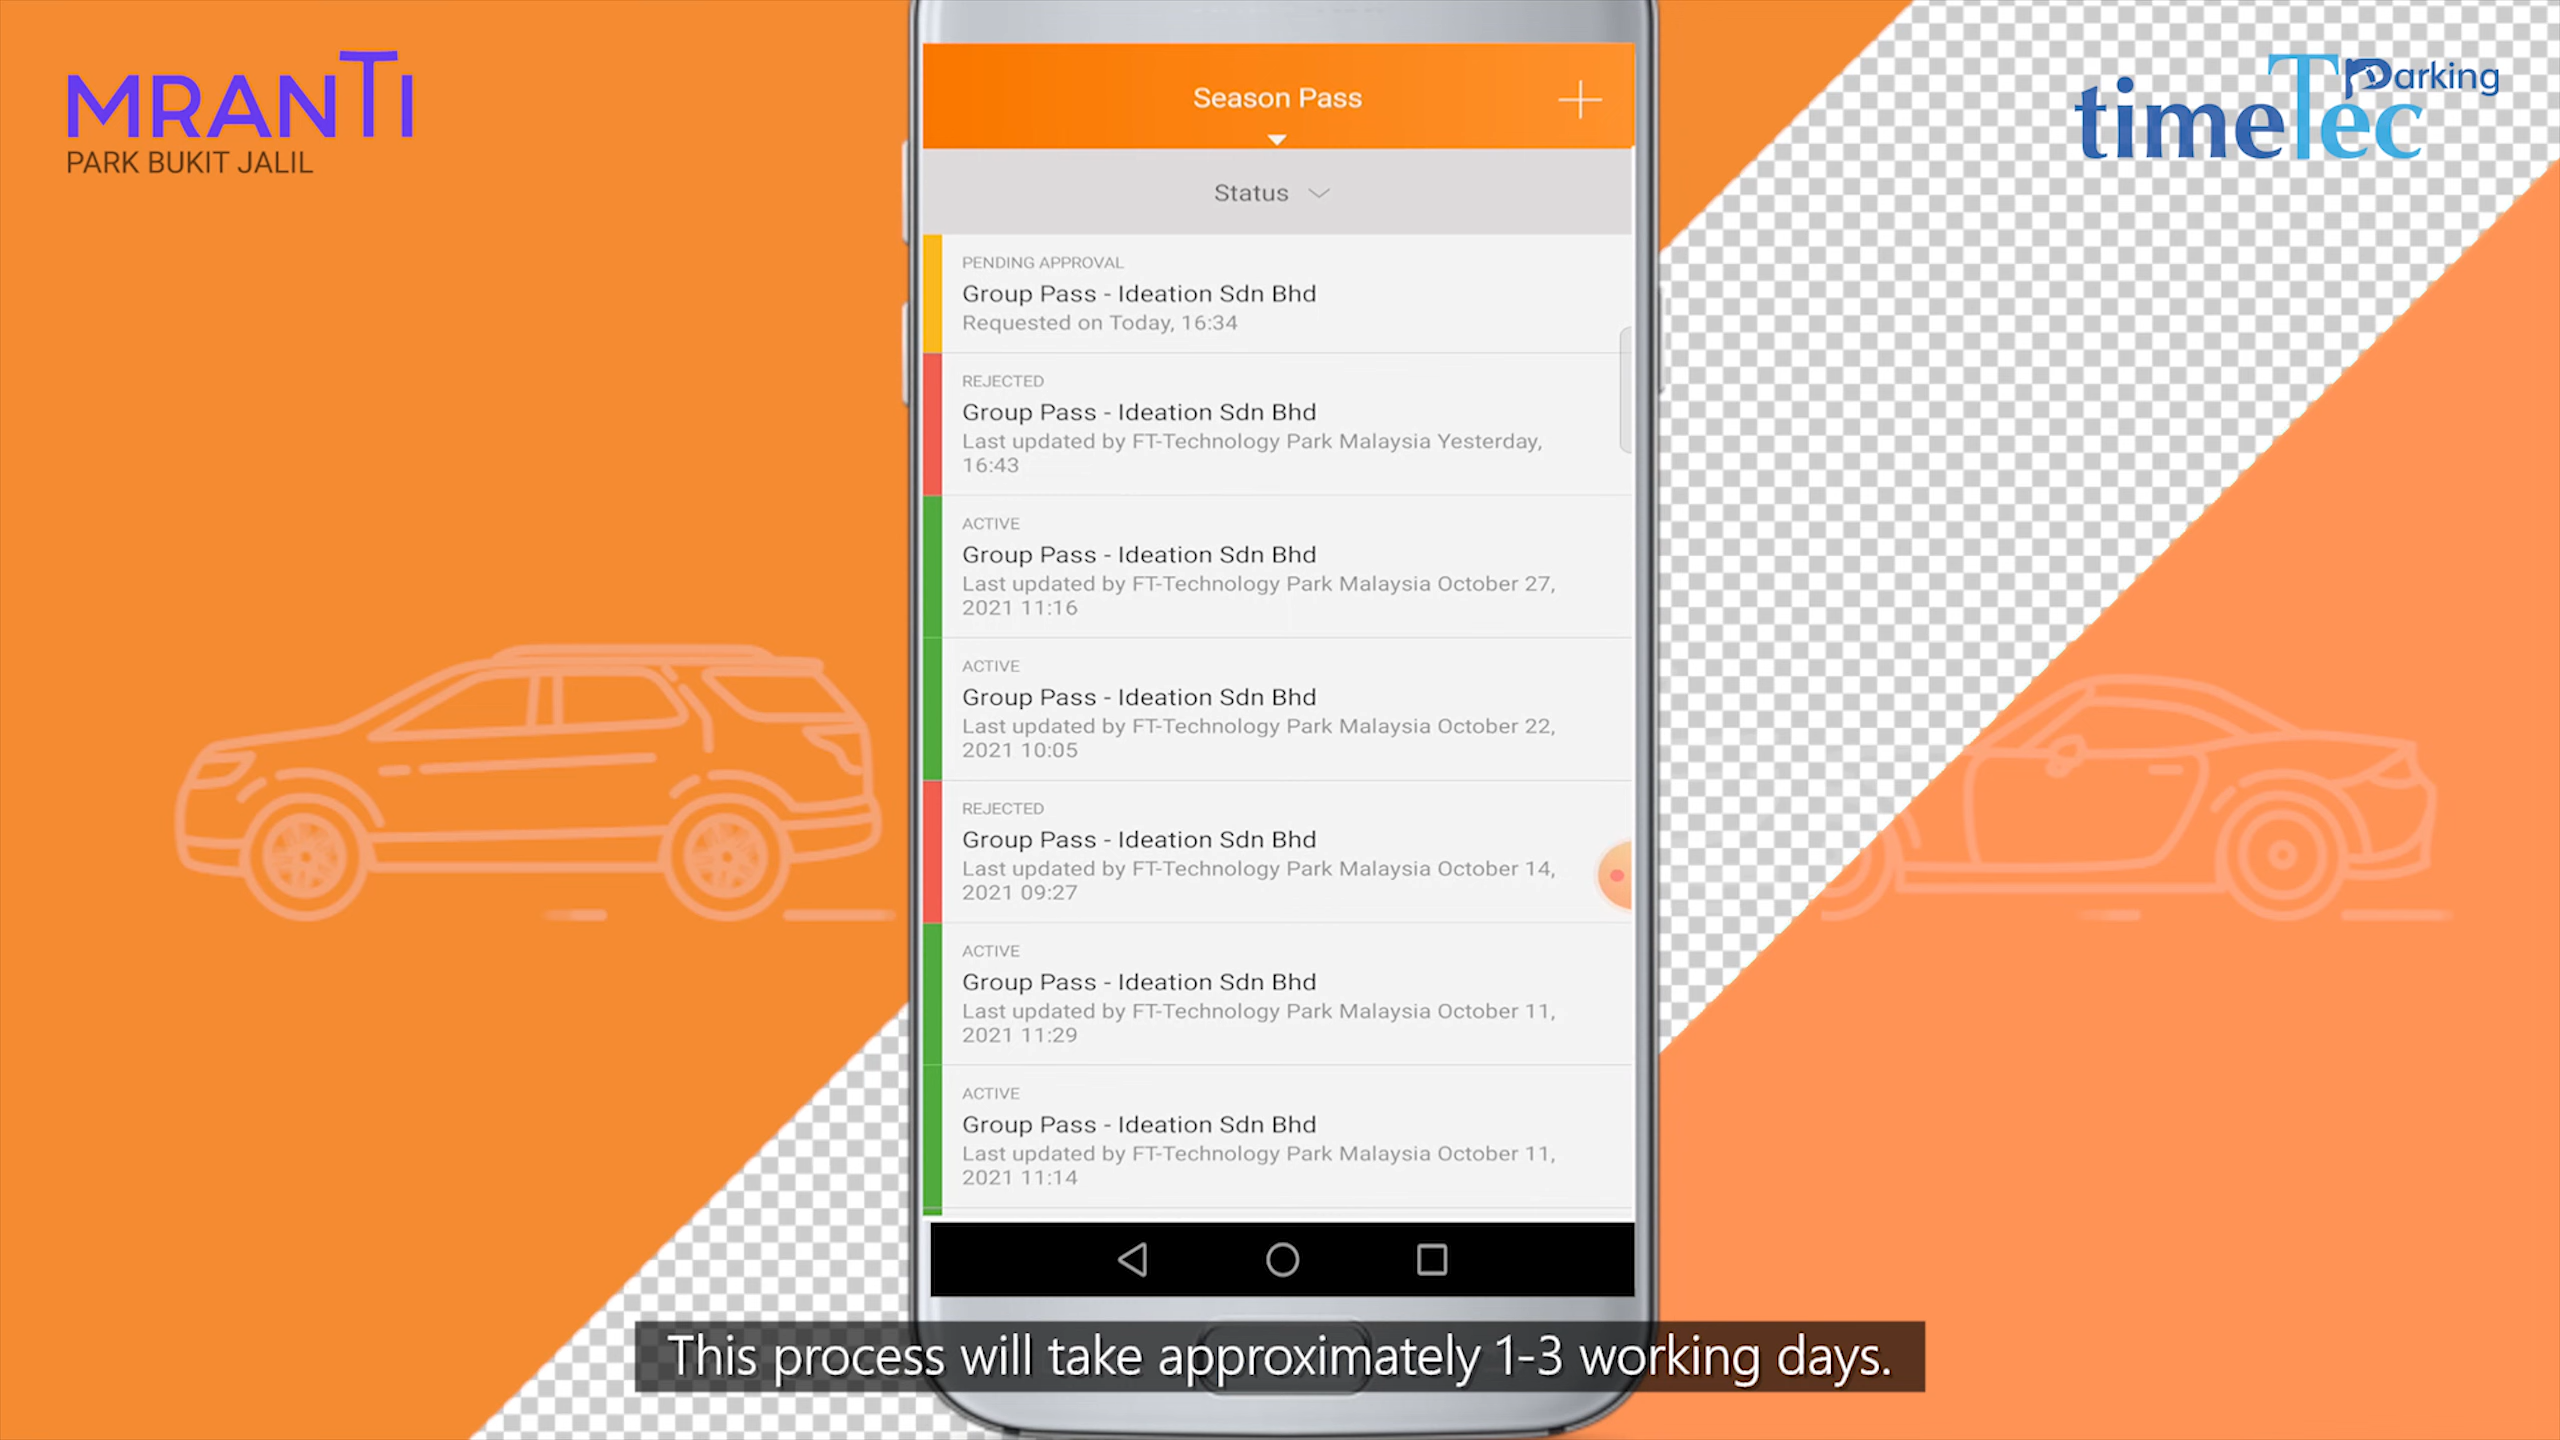 MRANTI
PARK BUKIT JALIL
timeTec Parking
Season Pass
Status
PENDING APPROVAL
Group Pass - Ideation Sdn Bhd
Requested on Today, 16:34
REJECTED
Group Pass - Ideation Sdn Bhd
Last updated by FT-Technology Park Malaysia Yesterday,
16:43
ACTIVE
Group Pass - Ideation Sdn Bhd
Last updated by FT-Technology Park Malaysia October 27,
2021 11:16
ACTIVE
Group Pass - Ideation Sdn Bhd
Last updated by FT-Technology Park Malaysia October 22,
2021 10:05
REJECTED
Group Pass - Ideation Sdn Bhd
Last updated by FT-Technology Park Malaysia October 14,
2021 09:27
ACTIVE
Group Pass - Ideation Sdn Bhd
Last updated by FT-Technology Park Malaysia October 11,
2021 11:29
ACTIVE
Group Pass - Ideation Sdn Bhd
Last updated by FT-Technology Park Malaysia October 11,
2021 11:14
This process will take approximately 1-3 working days.